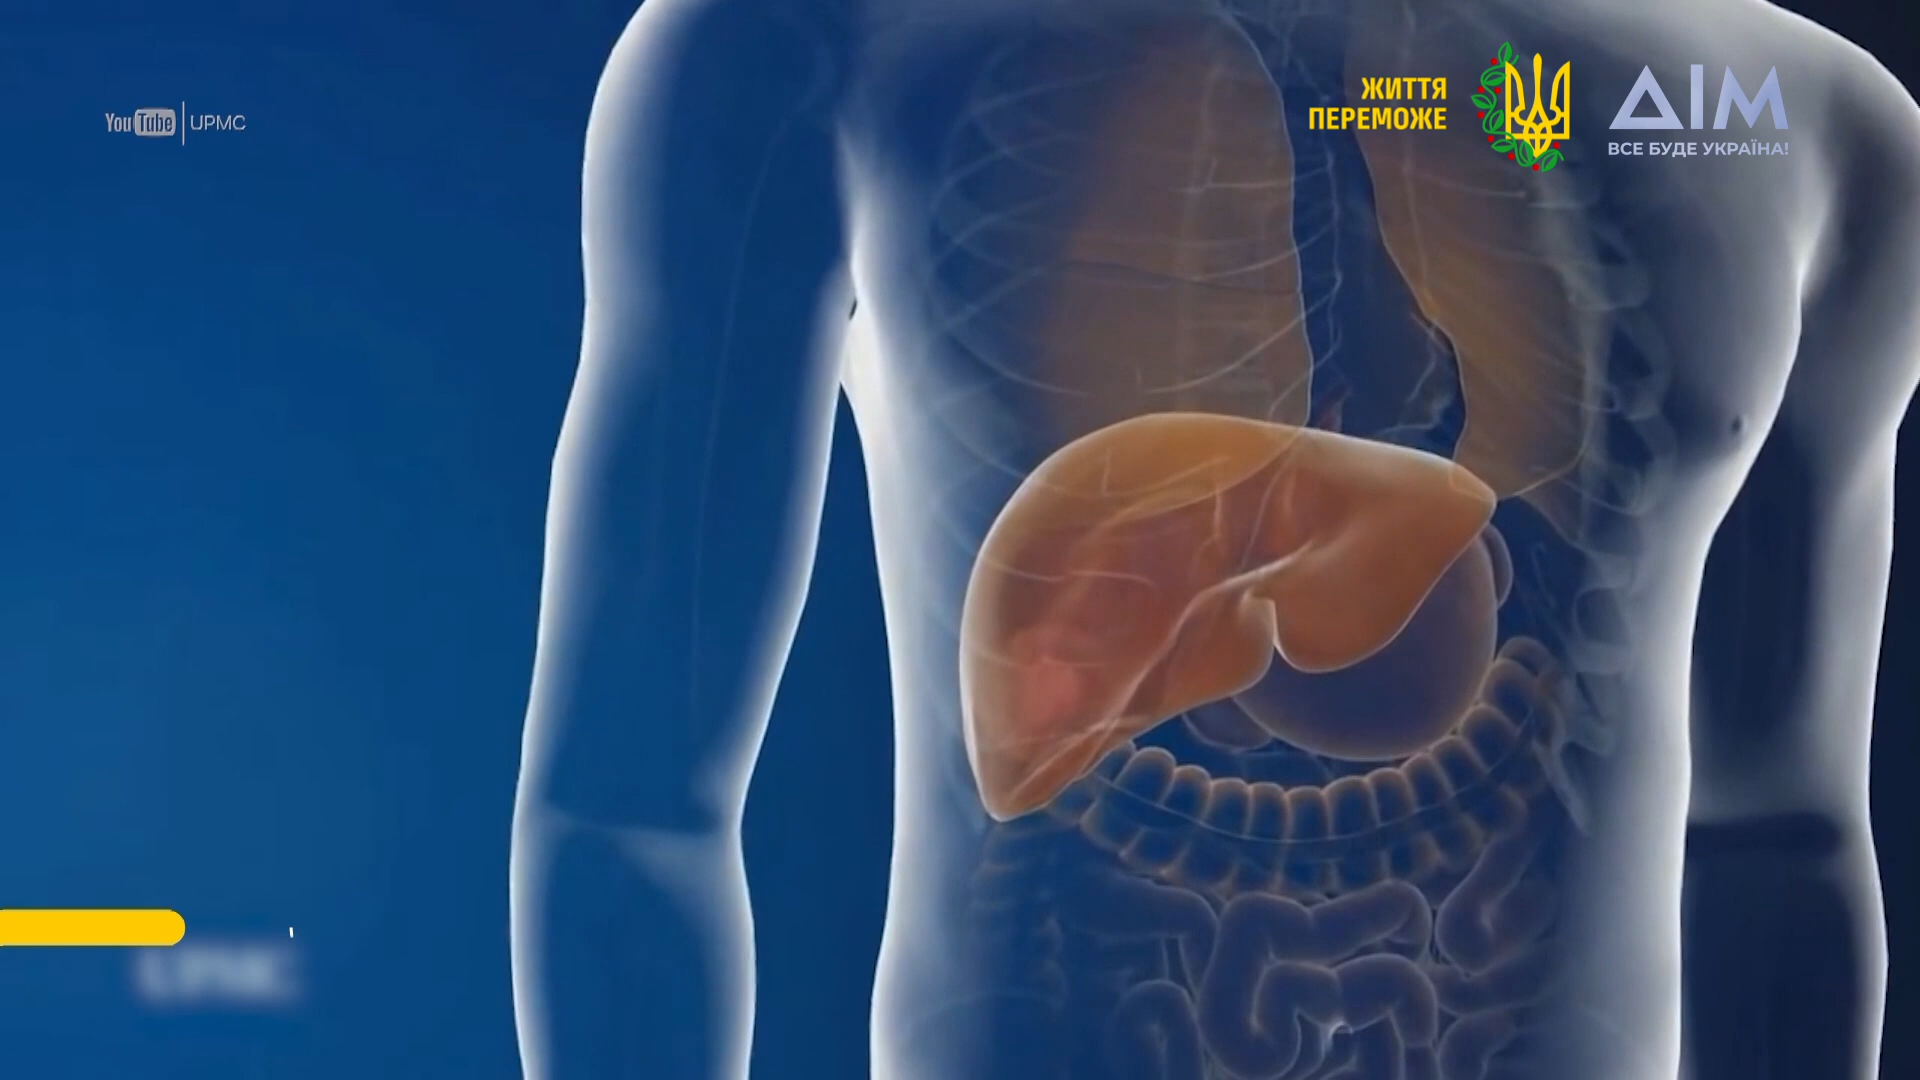 YouTube UPMC
ЖИТТЯ
ПЕРЕМОЖЕ
ДІМ
ВСЕ БУДЕ УКРАЇНА!